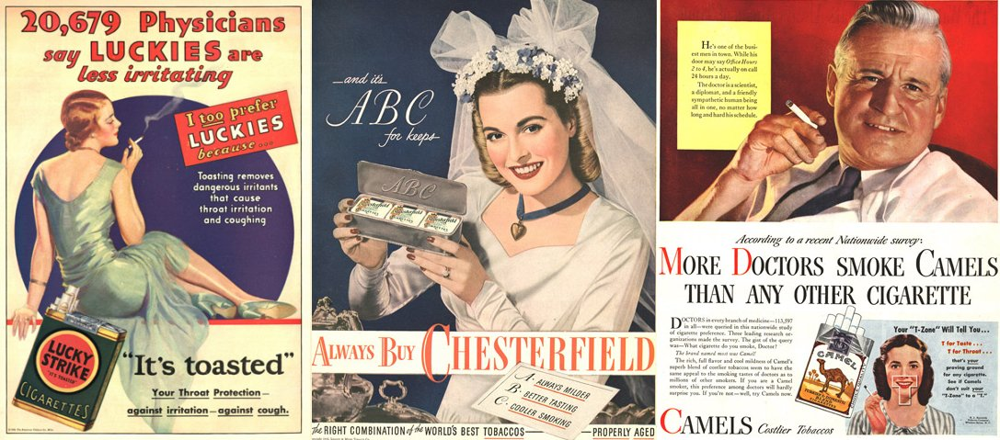 20,679 Physicians
say LUCKIES are
less irritating
I too prefer
LUCKIES
because...
Toasting removes
dangerous irritants
that cause
throat irritation
and coughing
LUCKY
STRIKE
"IT'S TOASTED"
CIGARETTES
"It's toasted"
Your Throat Protection—
against irritation—against cough.
and it's
ABC
for keeps
ABC
Chesterfield
Chesterfield
Chesterfield
CIGARETTES
CIGARETTES
CIGARETTES
ALWAYS BUY CHESTERFIELD
A. ALWAYS MILDER
B. BETTER TASTING
C. COOLER SMOKING
The RIGHT COMBINATION of the WORLD'S BEST TOBACCOS—PROPERLY AGED
He's one of the busi-
est men in town. While his
door may say Office Hours
2 to 4, he's actually on call
24 hours a day.
The doctor is a scientist,
a diplomat, and a friendly
sympathetic human being
all in one, no matter how
long and hard his schedule.
According to a recent Nationwide survey:
MORE DOCTORS SMOKE CAMELS
THAN ANY OTHER CIGARETTE
DOCTORS in every branch of medicine—113,597
in all—were queried in this nationwide study
of cigarette preference. Three leading research or-
ganizations made the survey. The gist of the query
was—What cigarette do you smoke, Doctor?
The brand named most was Camel!
The rich, full flavor and cool mildness of Camel's
superb blend of costlier tobaccos seem to have the
same appeal to the smoking tastes of doctors as to
millions of other smokers. If you are a Camel
smoker, this preference among doctors will hardly
surprise you. If you're not—well, try Camels now.
CAMELS Costlier Tobaccos
CAMEL
TURKISH & DOMESTIC
BLEND
CIGARETTES
Your "T-Zone" Will Tell You...
T for Taste...
T for Throat...
that's your
proving ground
for any cigarette.
See if Camels
don't suit your
"T-Zone" to a "T."
T